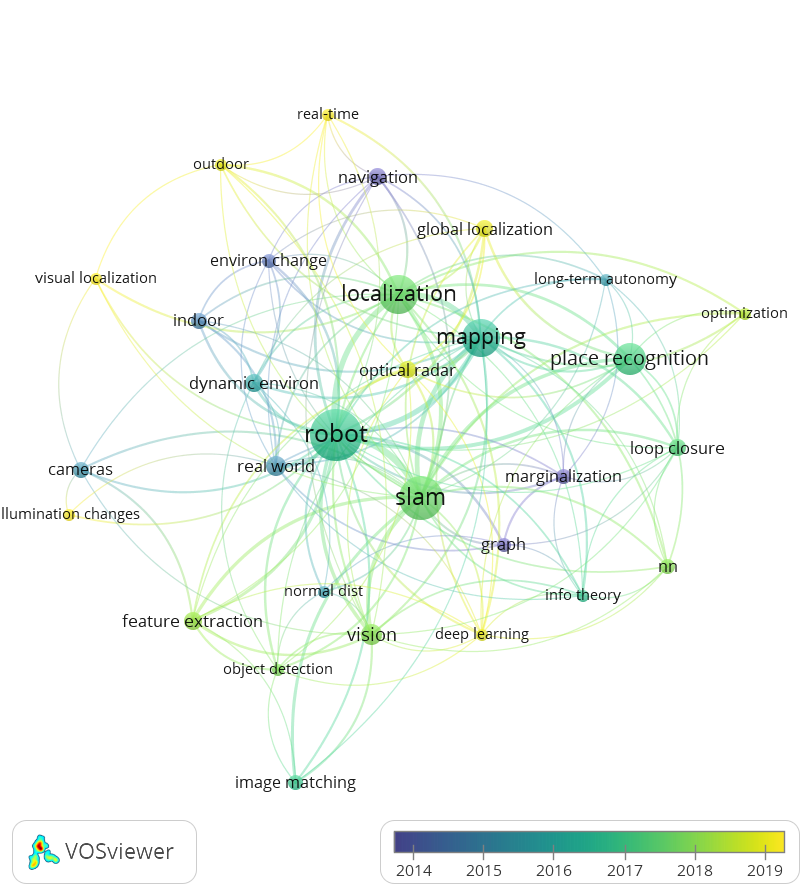 real-time
outdoor
navigation
global localization
environ change
visual localization
long-term autonomy
localization
optimization
indoor
mapping
place recognition
optical radar
dynamic environ
robot
loop closure
cameras
real world
marginalization
slam
llumination changes
graph
nn
normal dist
info theory
feature extraction
vision
deep learning
object detection
image matching
VOSviewer
2014 2015 2016 2017 2018 2019